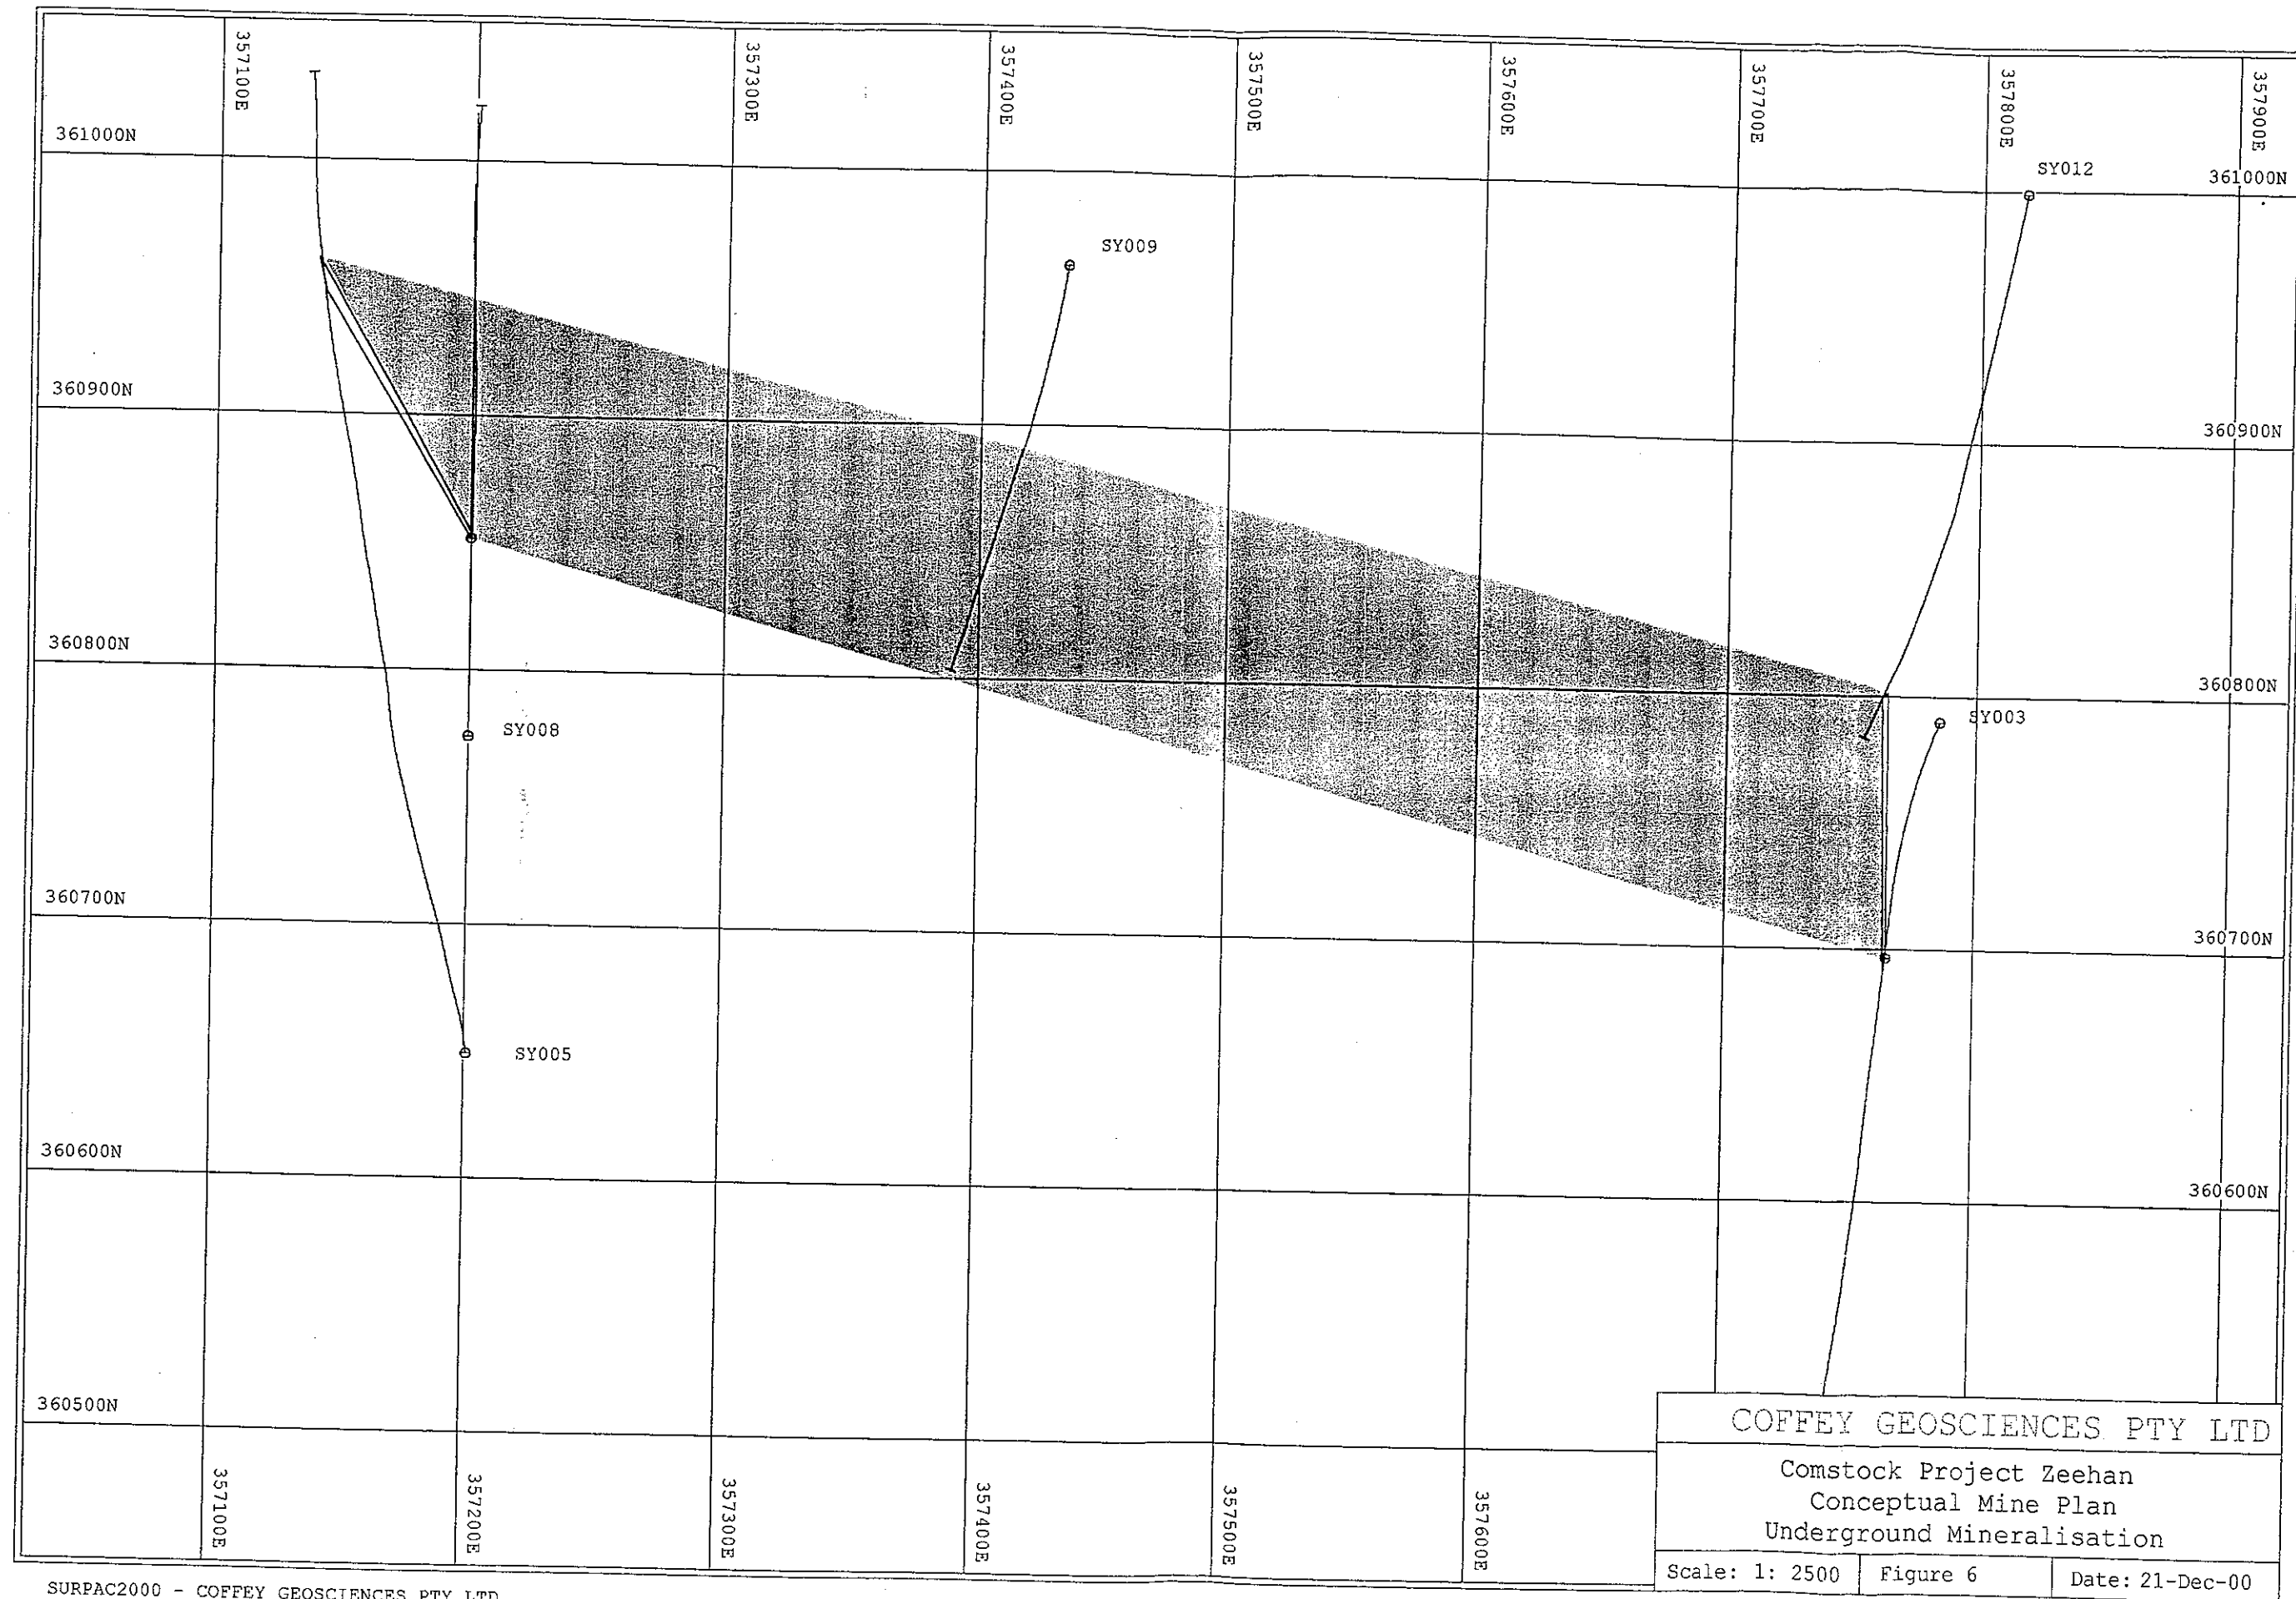 357100E
357300E
357400E
357500E
357600E
357700E
357800E
357900E
361000N
SY012
361000N
SY009
360900N
360900N
360800N
360800N
SY008
SY003
360700N
360700N
SY005
360600N
360600N
360500N
357100E
357200E
357300E
357400E
357500E
357600E
COFFEY GEOSCIENCES PTY LTD
Comstock Project Zeehan
Conceptual Mine Plan
Underground Mineralisation
Scale: 1: 2500
Figure 6
Date: 21-Dec-00
SURPAC2000 - COFFEY GEOSCIENCES PTY LTD